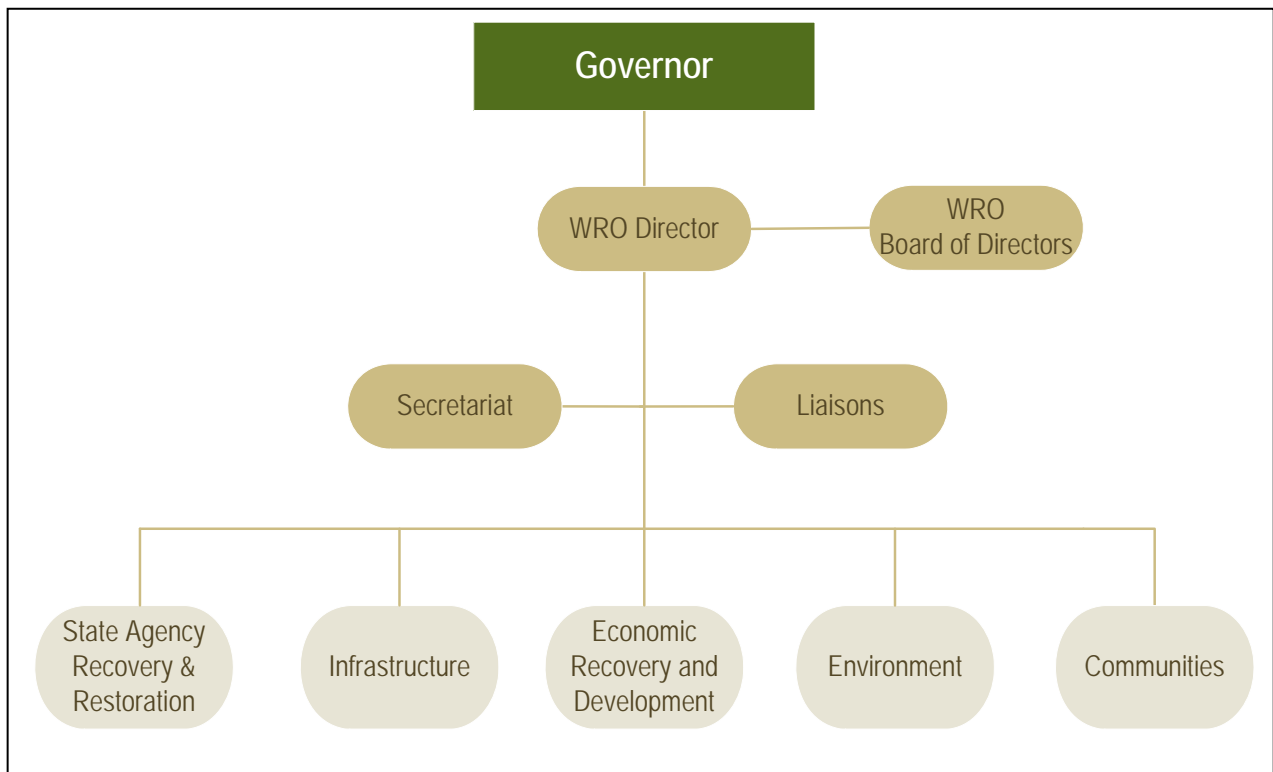 Governor
WRO Director
WRO
Board of Directors
Secretariat
Liaisons
State Agency
Recovery &
Restoration
Infrastructure
Economic
Recovery and
Development
Environment
Communities